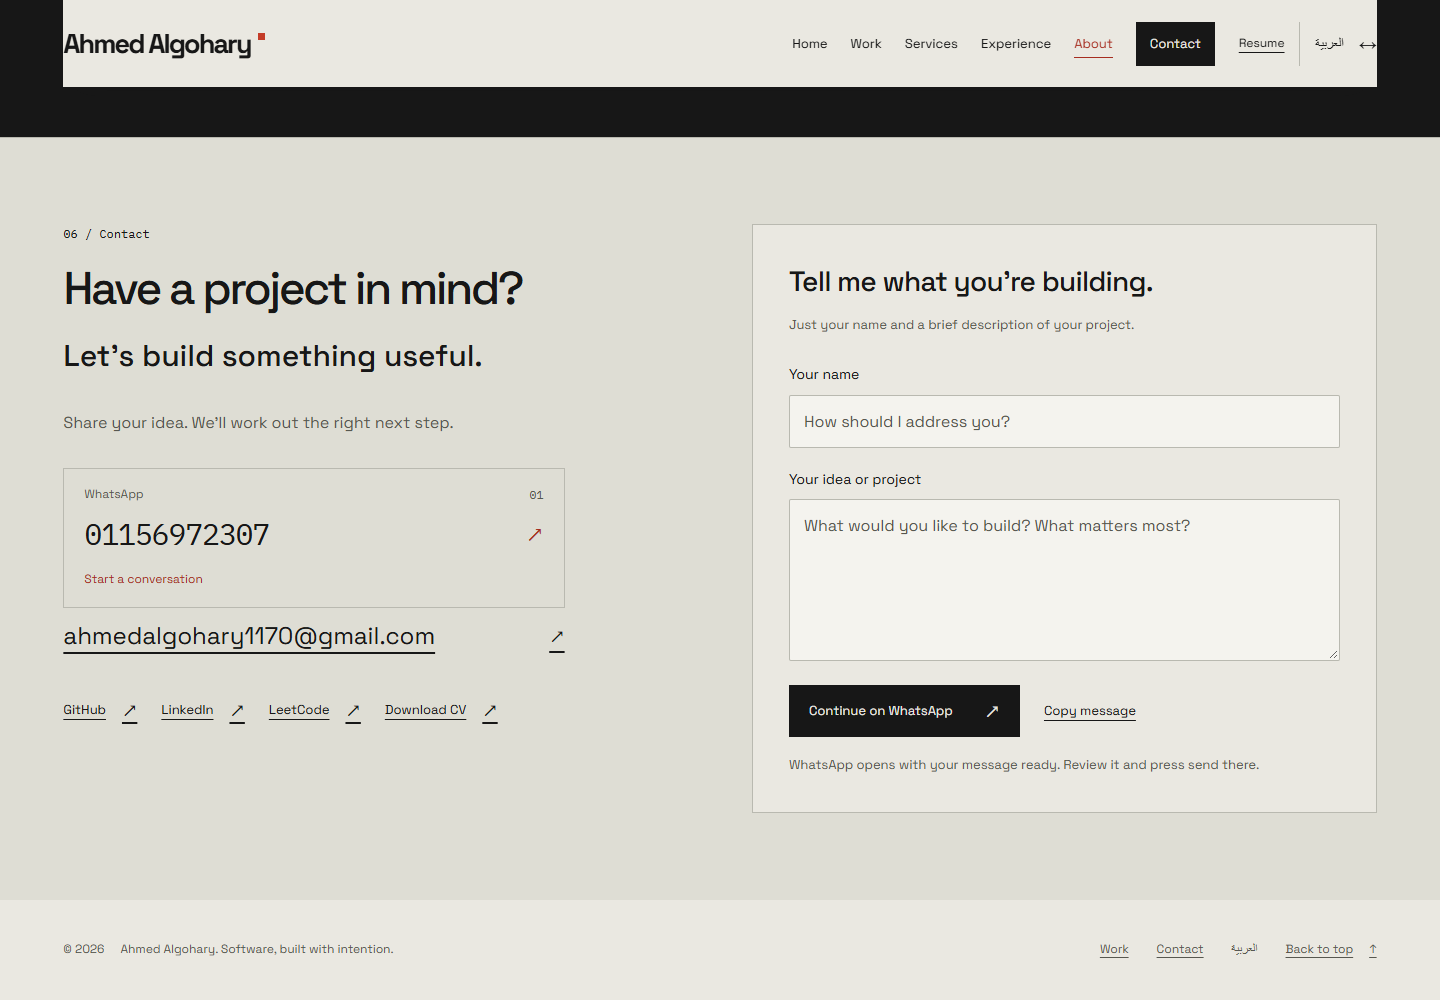 Ahmed Algohary
Home Work Services Experience About Contact Resume العربية ↔
06 / Contact
Have a project in mind?
Let’s build something useful.
Share your idea. We’ll work out the right next step.
WhatsApp 01
01156972307 ↗
Start a conversation
ahmedalgohary1170@gmail.com ↗
GitHub ↗ LinkedIn ↗ LeetCode ↗ Download CV ↗
Tell me what you’re building.
Just your name and a brief description of your project.
Your name
How should I address you?
Your idea or project
What would you like to build? What matters most?
Continue on WhatsApp ↗ Copy message
WhatsApp opens with your message ready. Review it and press send there.
© 2026 Ahmed Algohary. Software, built with intention.
Work Contact العربية Back to top ↑